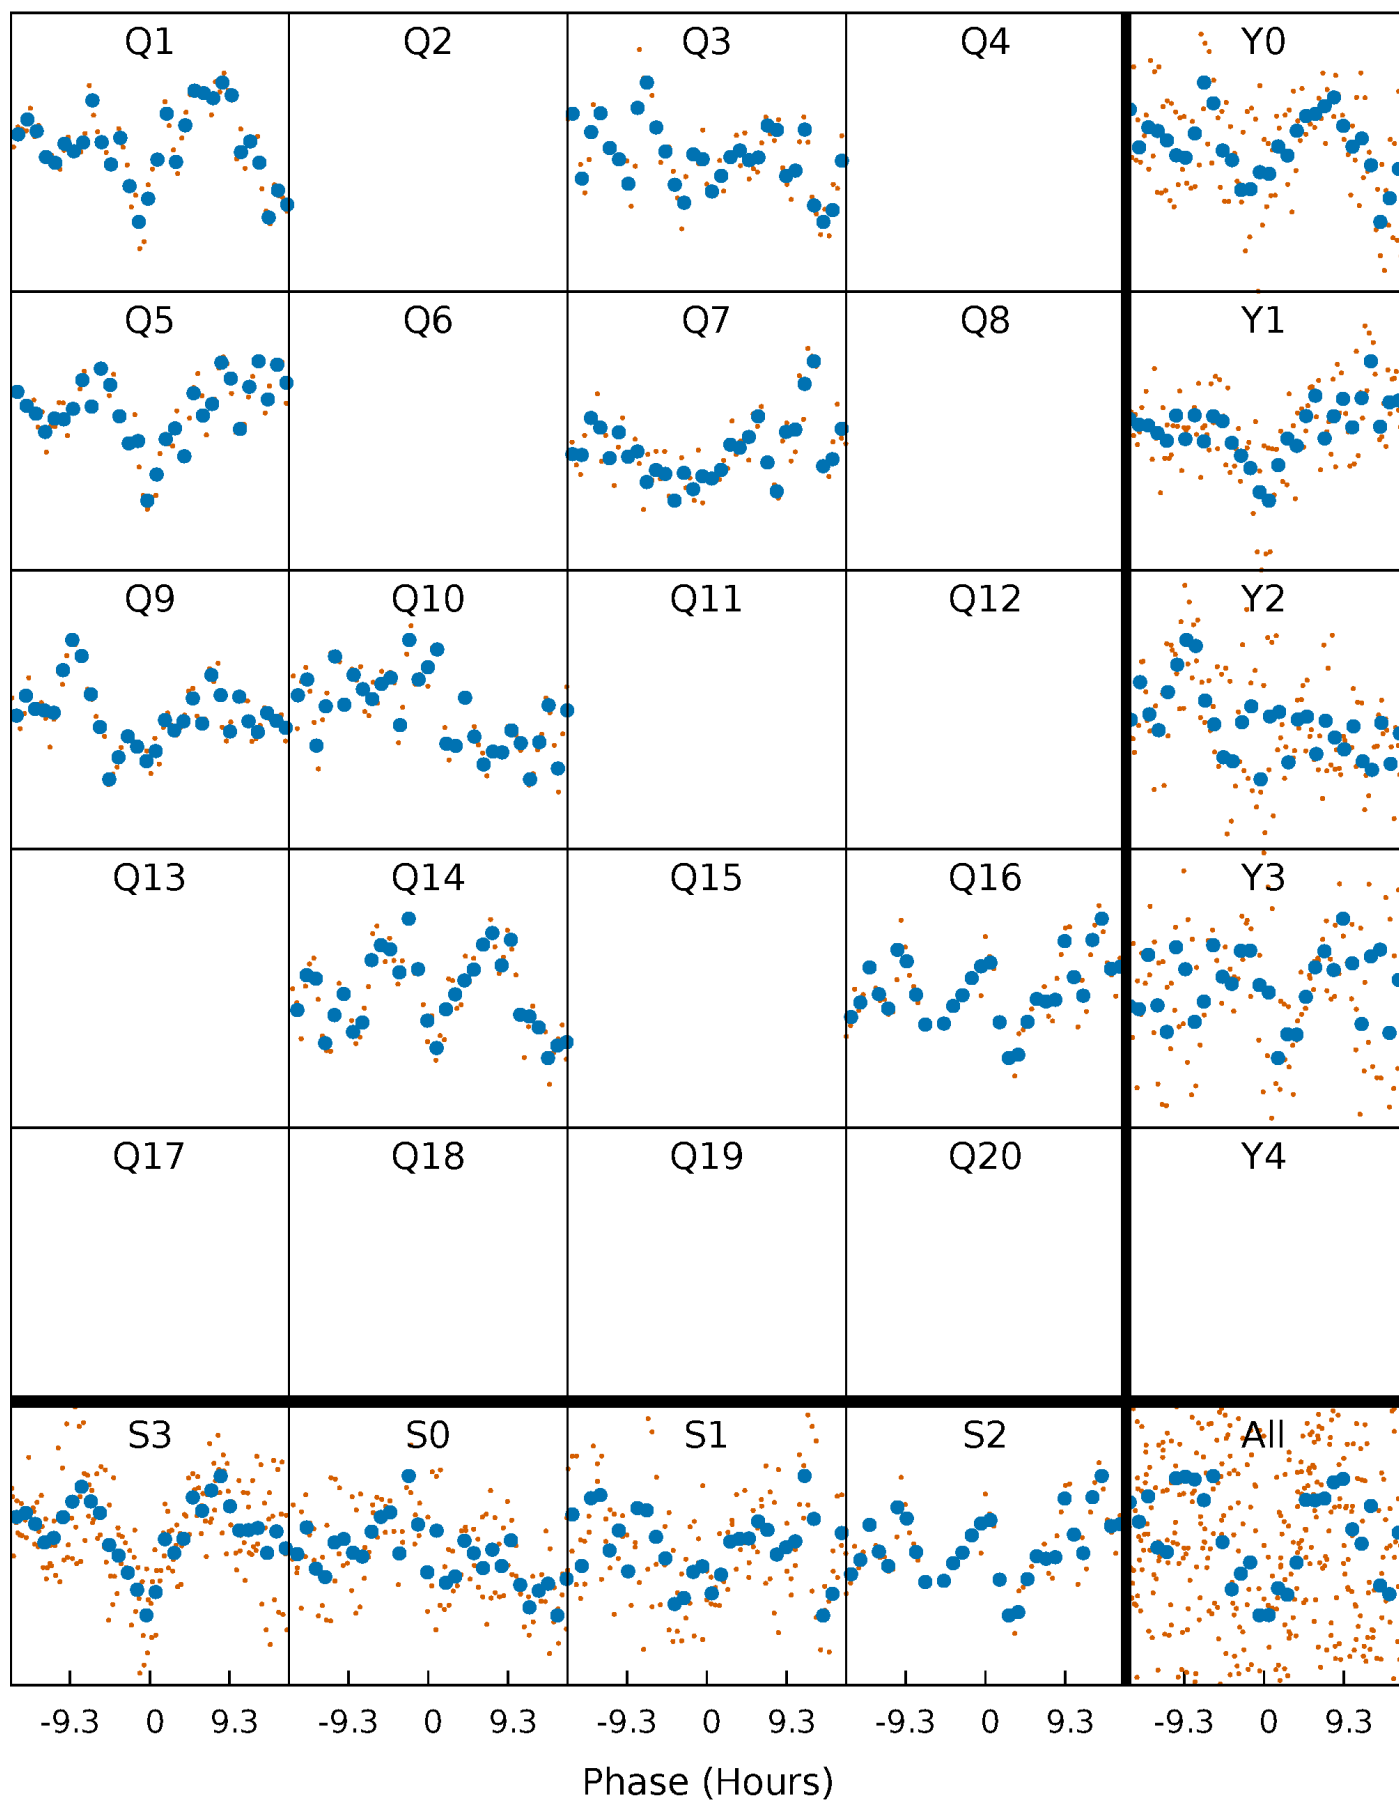 Q1 Q2 Q3 Q4 Y0
Q5 Q6 Q7 Q8 Y1
Q9 Q10 Q11 Q12 Y2
Q13 Q14 Q15 Q16 Y3
Q17 Q18 Q19 Q20 Y4
S3 S0 S1 S2 All
-9.3 0 9.3 -9.3 0 9.3 -9.3 0 9.3 -9.3 0 9.3 -9.3 0 9.3
Phase (Hours)